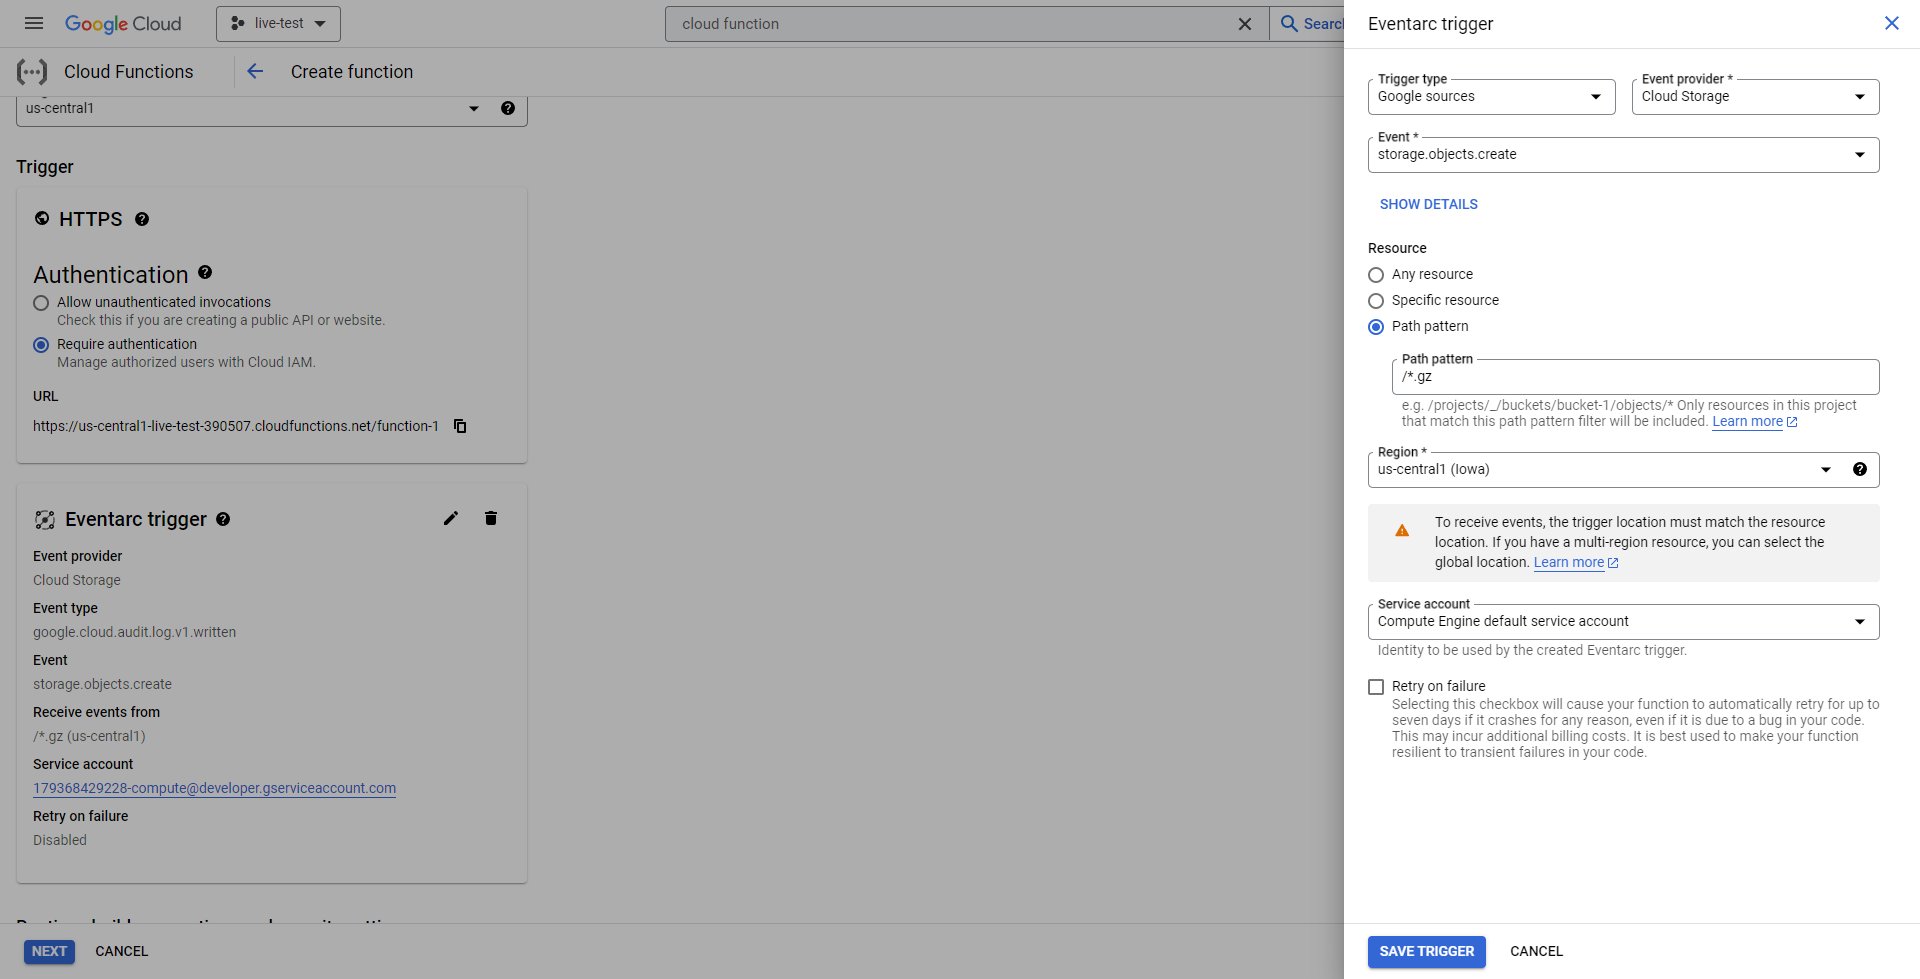 Google Cloud
live-test
cloud function
Search
Cloud Functions
Create function
us-central1
Trigger
HTTPS
Authentication
Allow unauthenticated invocations
Check this if you are creating a public API or website.
Require authentication
Manage authorized users with Cloud IAM.
URL
https://us-central1-live-test-390507.cloudfunctions.net/function-1
Eventarc trigger
Event provider
Cloud Storage
Event type
google.cloud.audit.log.v1.written
Event
storage.objects.create
Receive events from
/*.gz (us-central1)
Service account
179368429228-compute@developer.gserviceaccount.com
Retry on failure
Disabled
NEXT
CANCEL
Eventarc trigger
Trigger type
Google sources
Event provider *
Cloud Storage
Event *
storage.objects.create
SHOW DETAILS
Resource
Any resource
Specific resource
Path pattern
Path pattern
/*.gz
e.g. /projects/_/buckets/bucket-1/objects/* Only resources in this project
that match this path pattern filter will be included. Learn more
Region *
us-central1 (Iowa)
To receive events, the trigger location must match the resource
location. If you have a multi-region resource, you can select the
global location. Learn more
Service account
Compute Engine default service account
Identity to be used by the created Eventarc trigger.
Retry on failure
Selecting this checkbox will cause your function to automatically retry for up to
seven days if it crashes for any reason, even if it is due to a bug in your code.
This may incur additional billing costs. It is best used to make your function
resilient to transient failures in your code.
SAVE TRIGGER
CANCEL